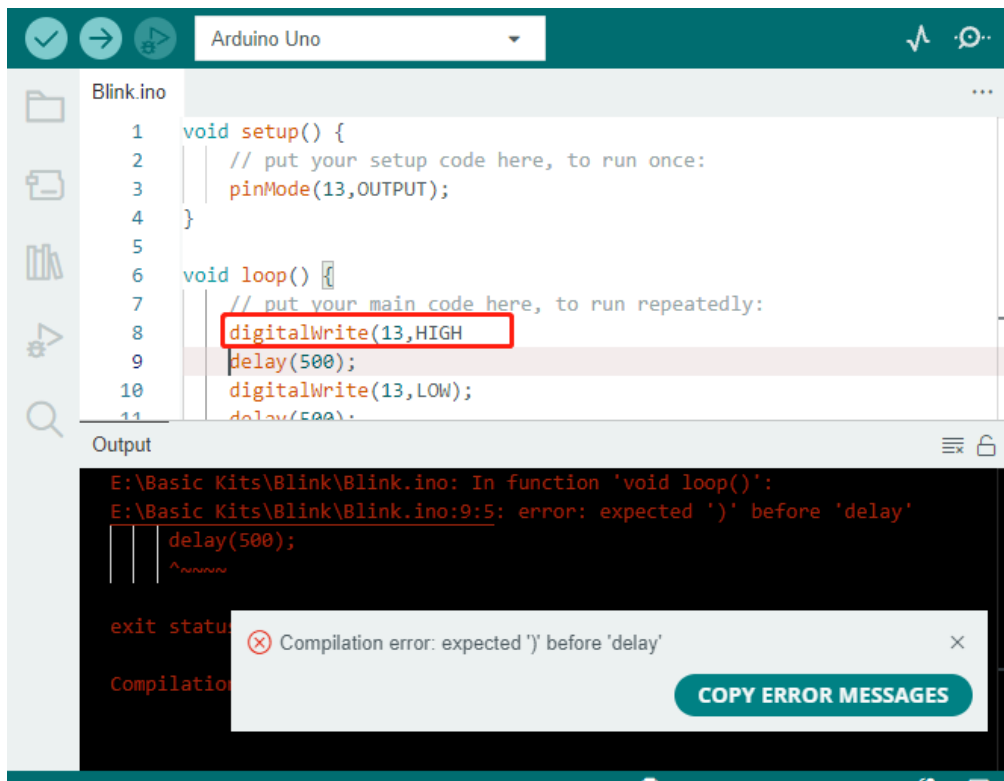 Arduino Uno
Blink.ino
1 void setup() {
2 // put your setup code here, to run once:
3 pinMode(13,OUTPUT);
4 }
5
6 void loop() {
7 // put your main code here, to run repeatedly:
8 digitalWrite(13,HIGH
9 delay(500);
10 digitalWrite(13,LOW);
11 delay(500);
Output
E:\Basic Kits\Blink\Blink.ino: In function 'void loop()':
E:\Basic Kits\Blink\Blink.ino:9:5: error: expected ')' before 'delay'
delay(500);
^~~~~
exit status
Compilation
Compilation error: expected ')' before 'delay'
COPY ERROR MESSAGES